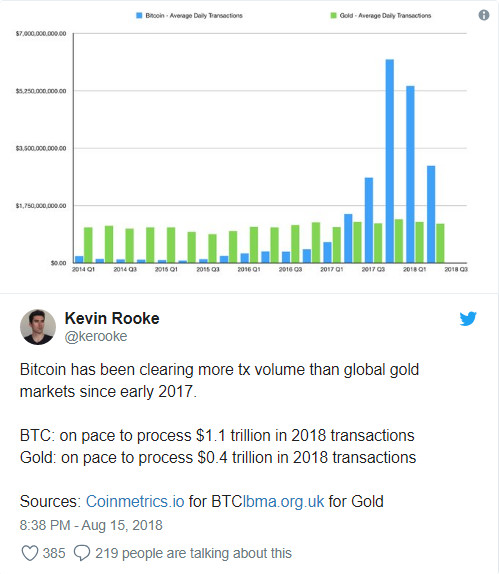 Bitcoin - Average Daily Transactions Gold - Average Daily Transactions
$7,000,000,000.00
$5,250,000,000.00
$3,500,000,000.00
$1,750,000,000.00
$0.00
2014 Q1 2014 Q3 2015 Q1 2015 Q3 2016 Q1 2016 Q3 2017 Q1 2017 Q3 2018 Q1 2018 Q3
Kevin Rooke
@kerooke
Bitcoin has been clearing more tx volume than global gold
markets since early 2017.
BTC: on pace to process $1.1 trillion in 2018 transactions
Gold: on pace to process $0.4 trillion in 2018 transactions
Sources: Coinmetrics.io for BTClbma.org.uk for Gold
8:38 PM - Aug 15, 2018
385 219 people are talking about this